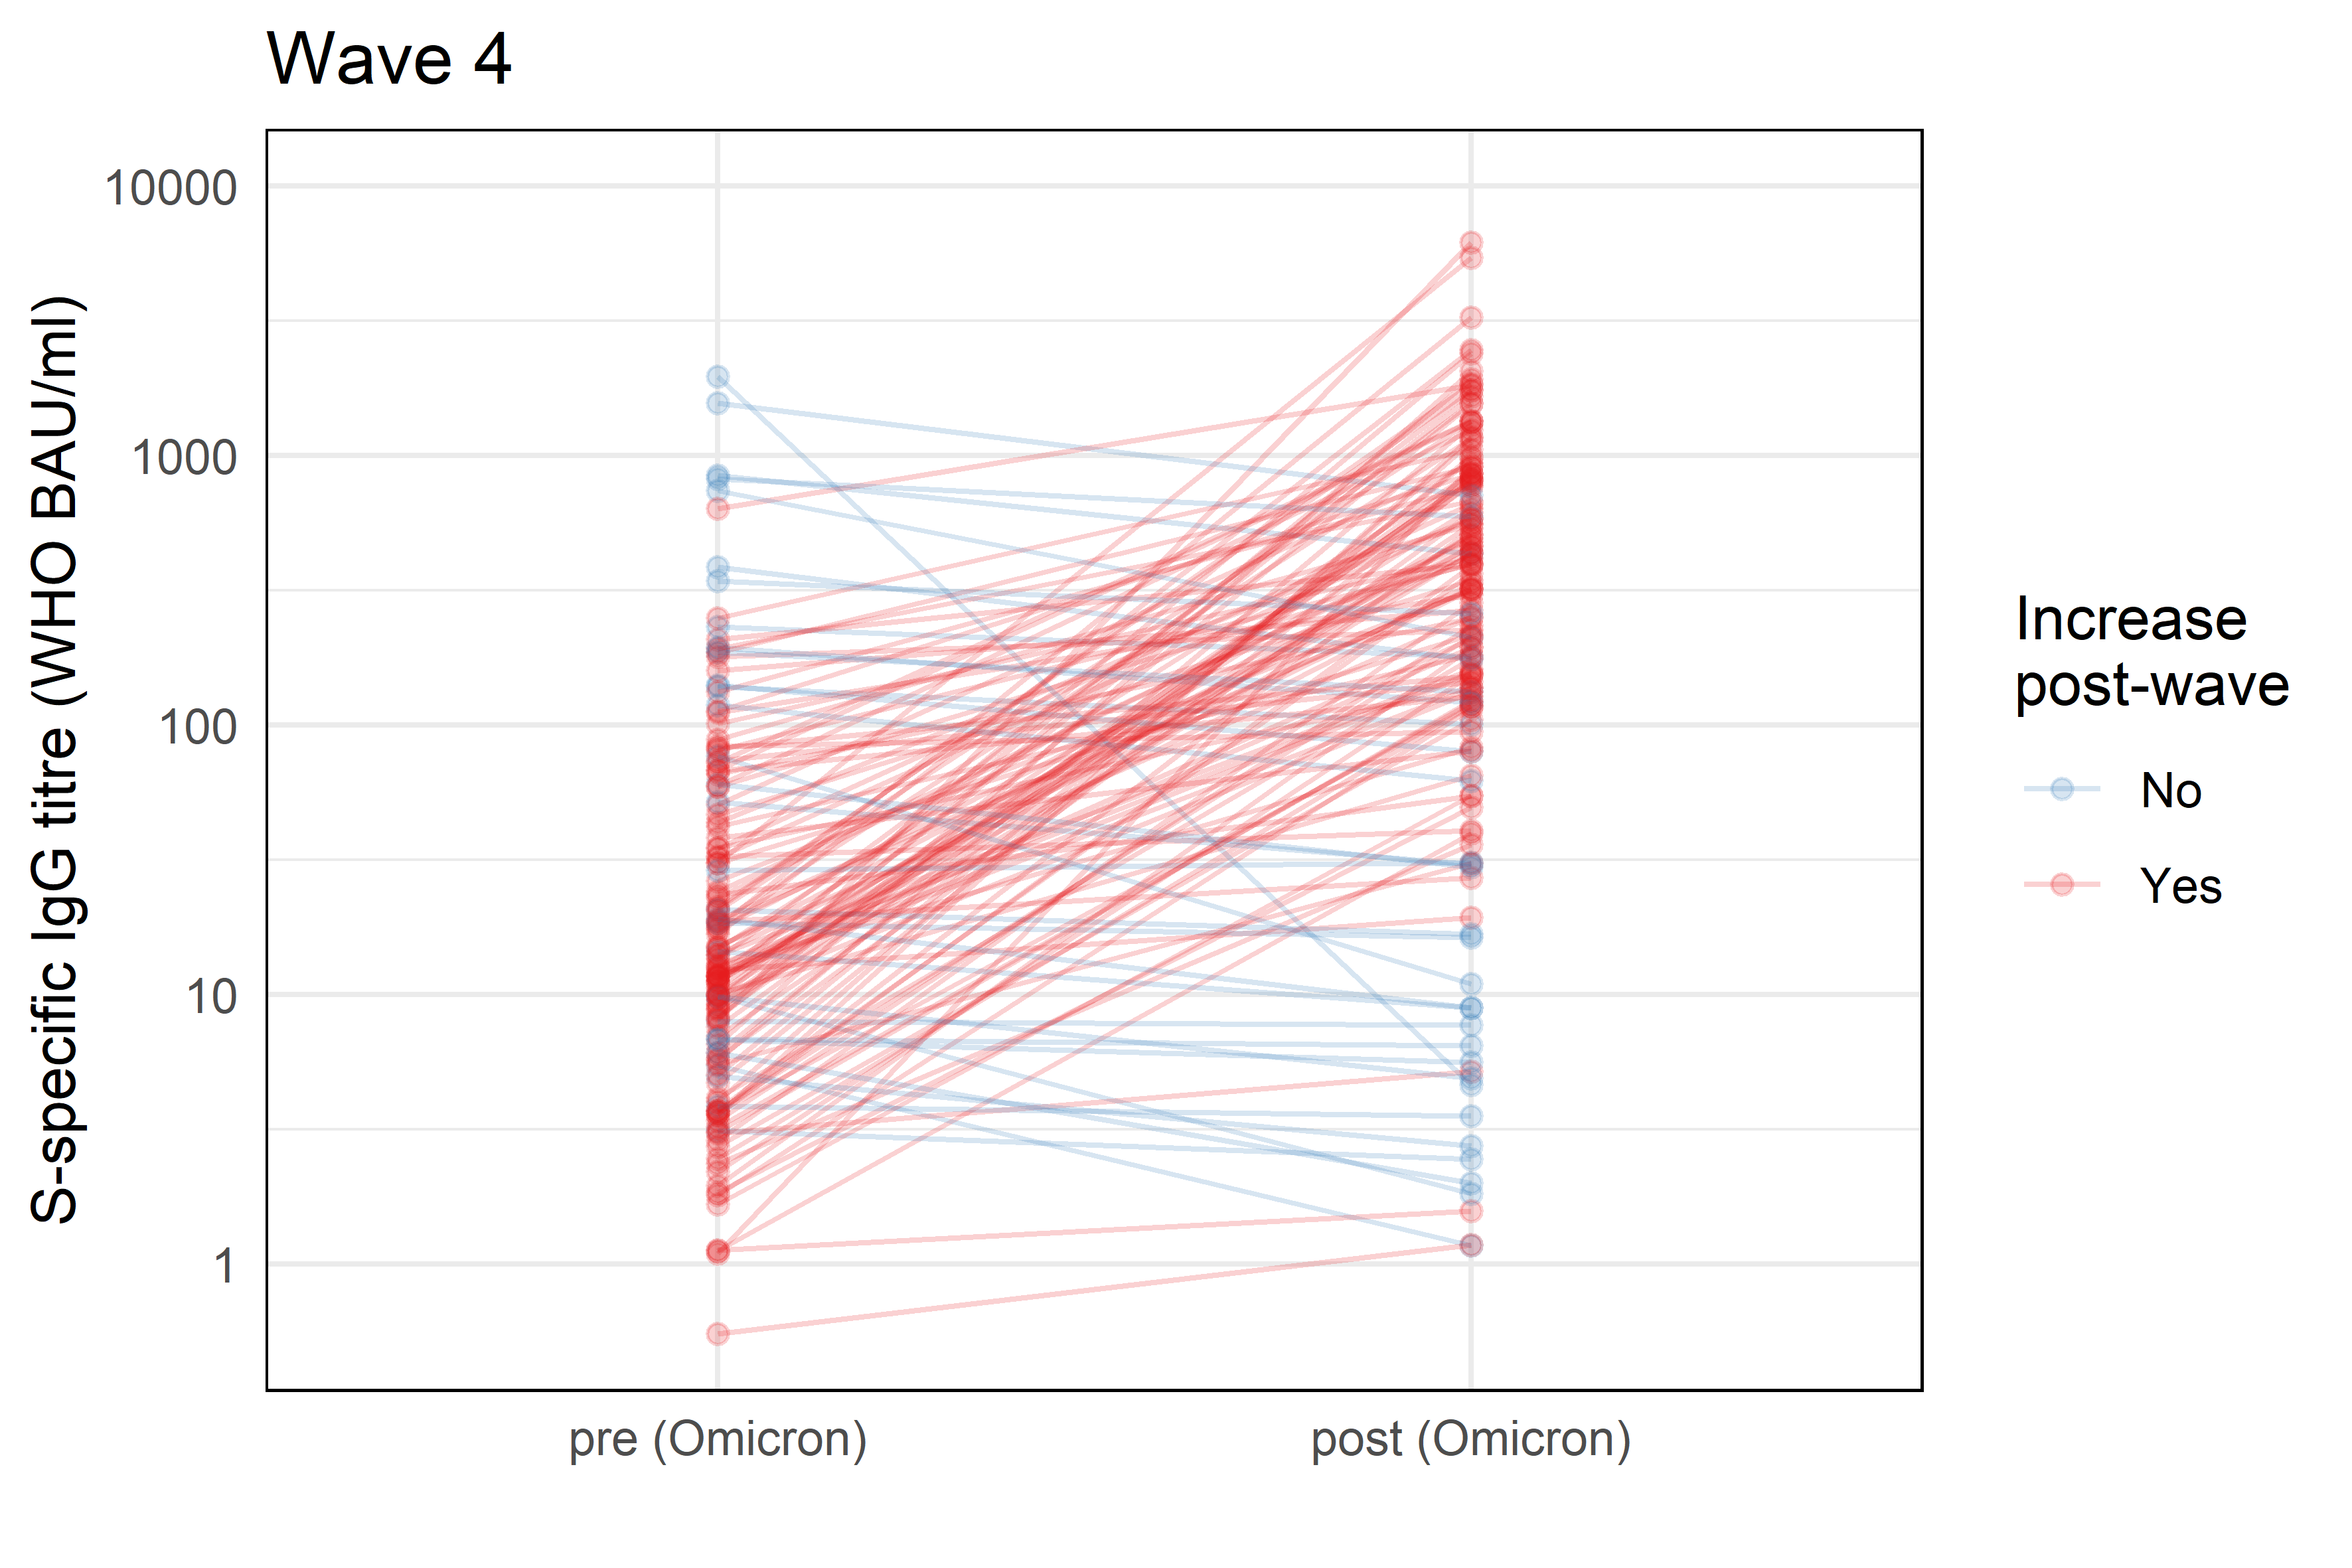 Wave 4
S-specific IgG titre (WHO BAU/ml)
10000
1000
100
10
1
pre (Omicron)
post (Omicron)
Increase
post-wave
No
Yes